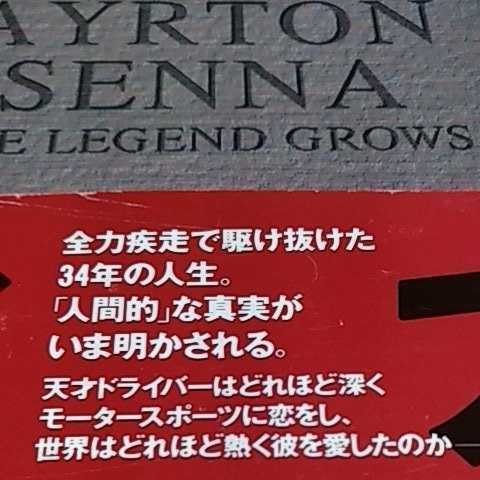 AYRTON
SENNA
E LEGEND GROWS
全力疾走で駆け抜けた
34年の人生。
「人間的」な真実が
いま明かされる。
天才ドライバーはどれほど深く
モータースポーツに恋をし、
世界はどれほど熱く彼を愛したのか